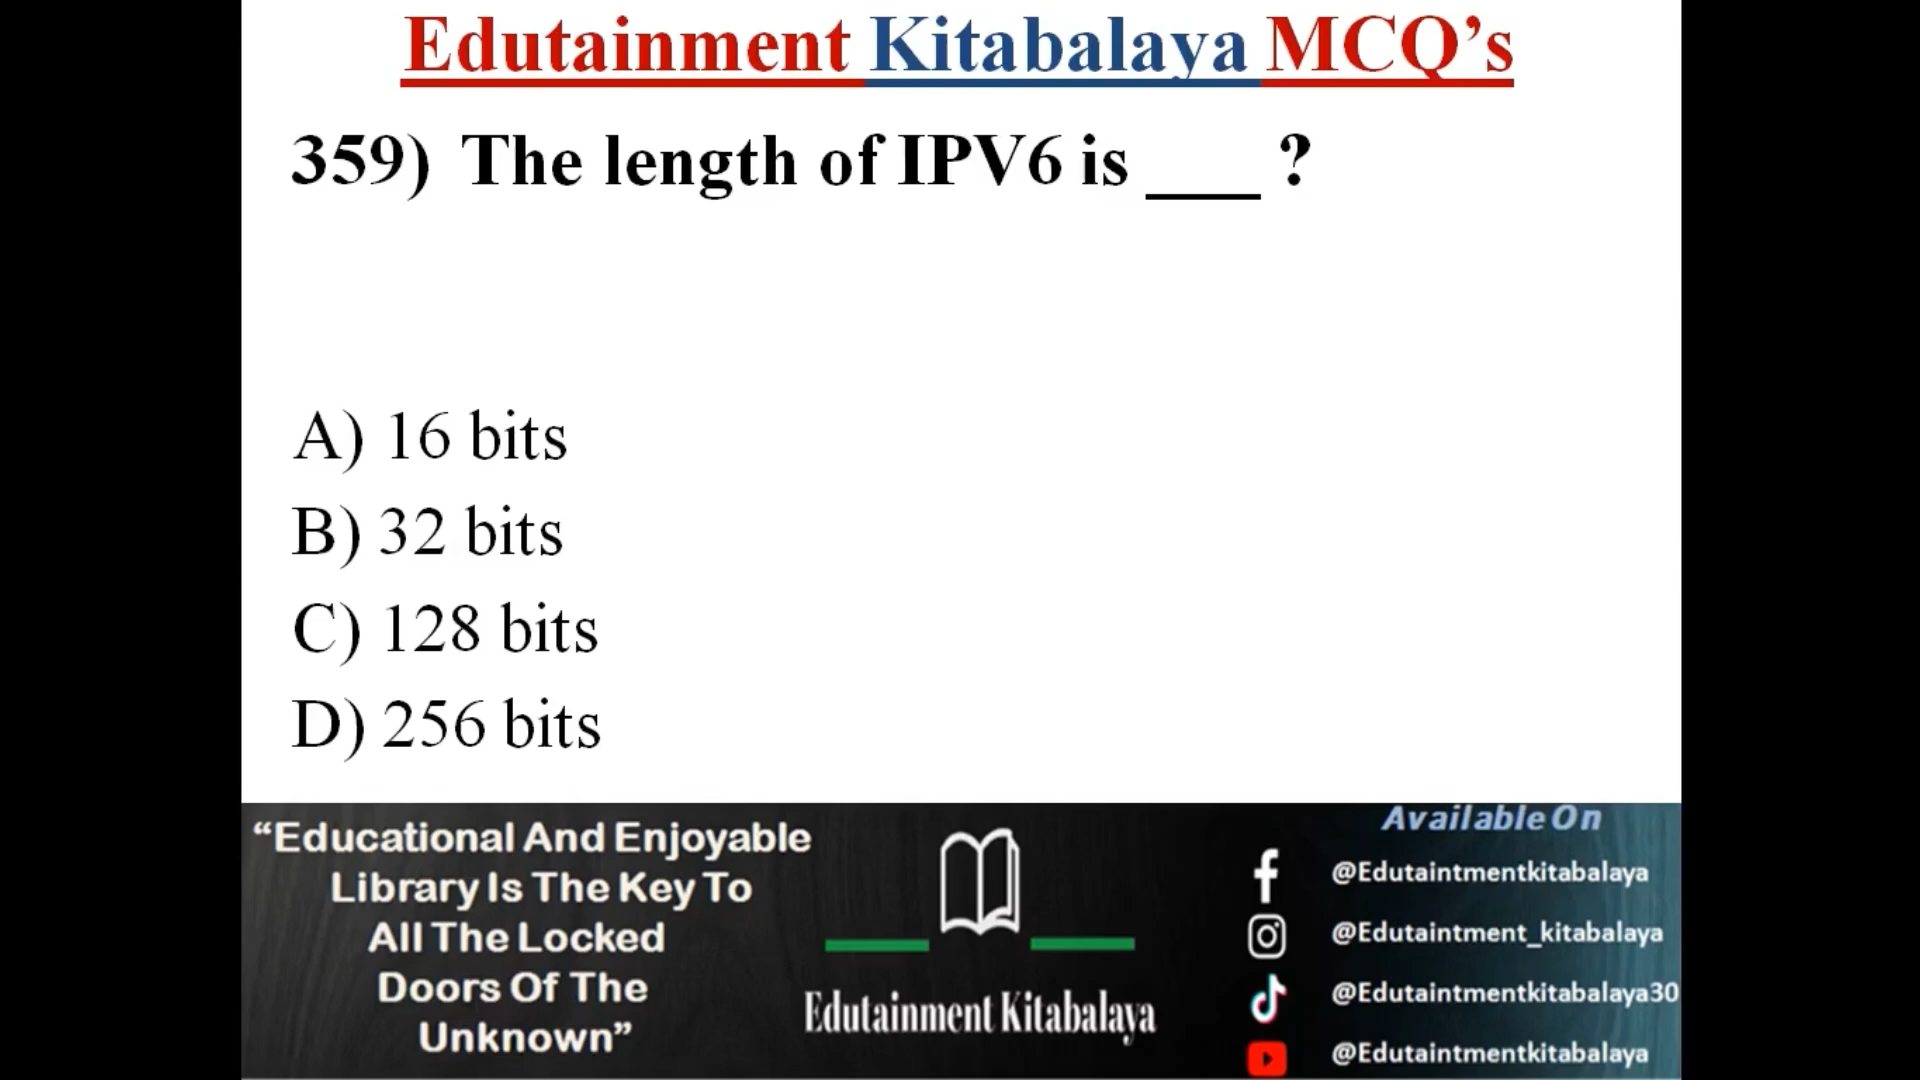 Edutainment Kitabalaya MCQ’s
359) The length of IPV6 is ___ ?
A) 16 bits
B) 32 bits
C) 128 bits
D) 256 bits
“Educational And Enjoyable
Library Is The Key To
All The Locked
Doors Of The
Unknown”
Edutainment Kitabalaya
Available On
@Edutaintmentkitabalaya
@Edutaintment_kitabalaya
@Edutaintmentkitabalaya30
@Edutaintmentkitabalaya